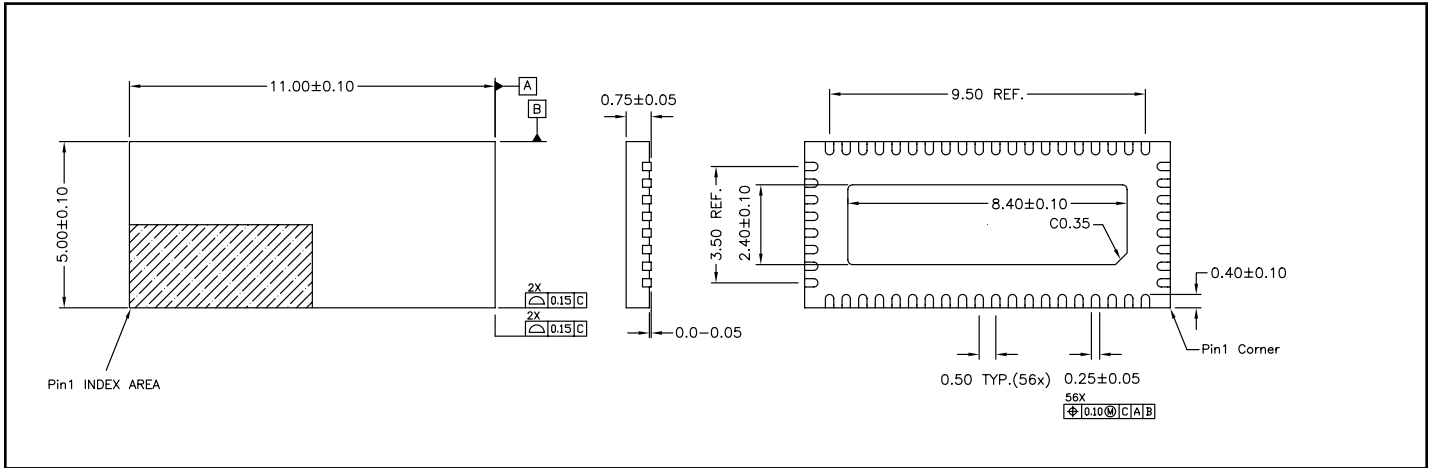 11.00±0.10
A
B
5.00±0.10
2X
⌓ 0.15 C
2X
⌓ 0.15 C
Pin1 INDEX AREA
0.75±0.05
0.0-0.05
9.50 REF.
3.50 REF.
2.40±0.10
8.40±0.10
C0.35
0.40±0.10
Pin1 Corner
0.50 TYP.(56x)
0.25±0.05
56X
⌖ 0.10 Ⓜ C A B